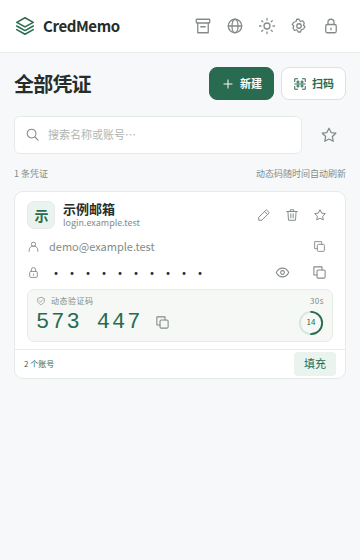 CredMemo
全部凭证
新建
扫码
搜索名称或账号…
1 条凭证
动态码随时间自动刷新
示
示例邮箱
login.example.test
demo@example.test
• • • • • • • • • •
动态验证码
30s
573 447
14
2 个账号
填充